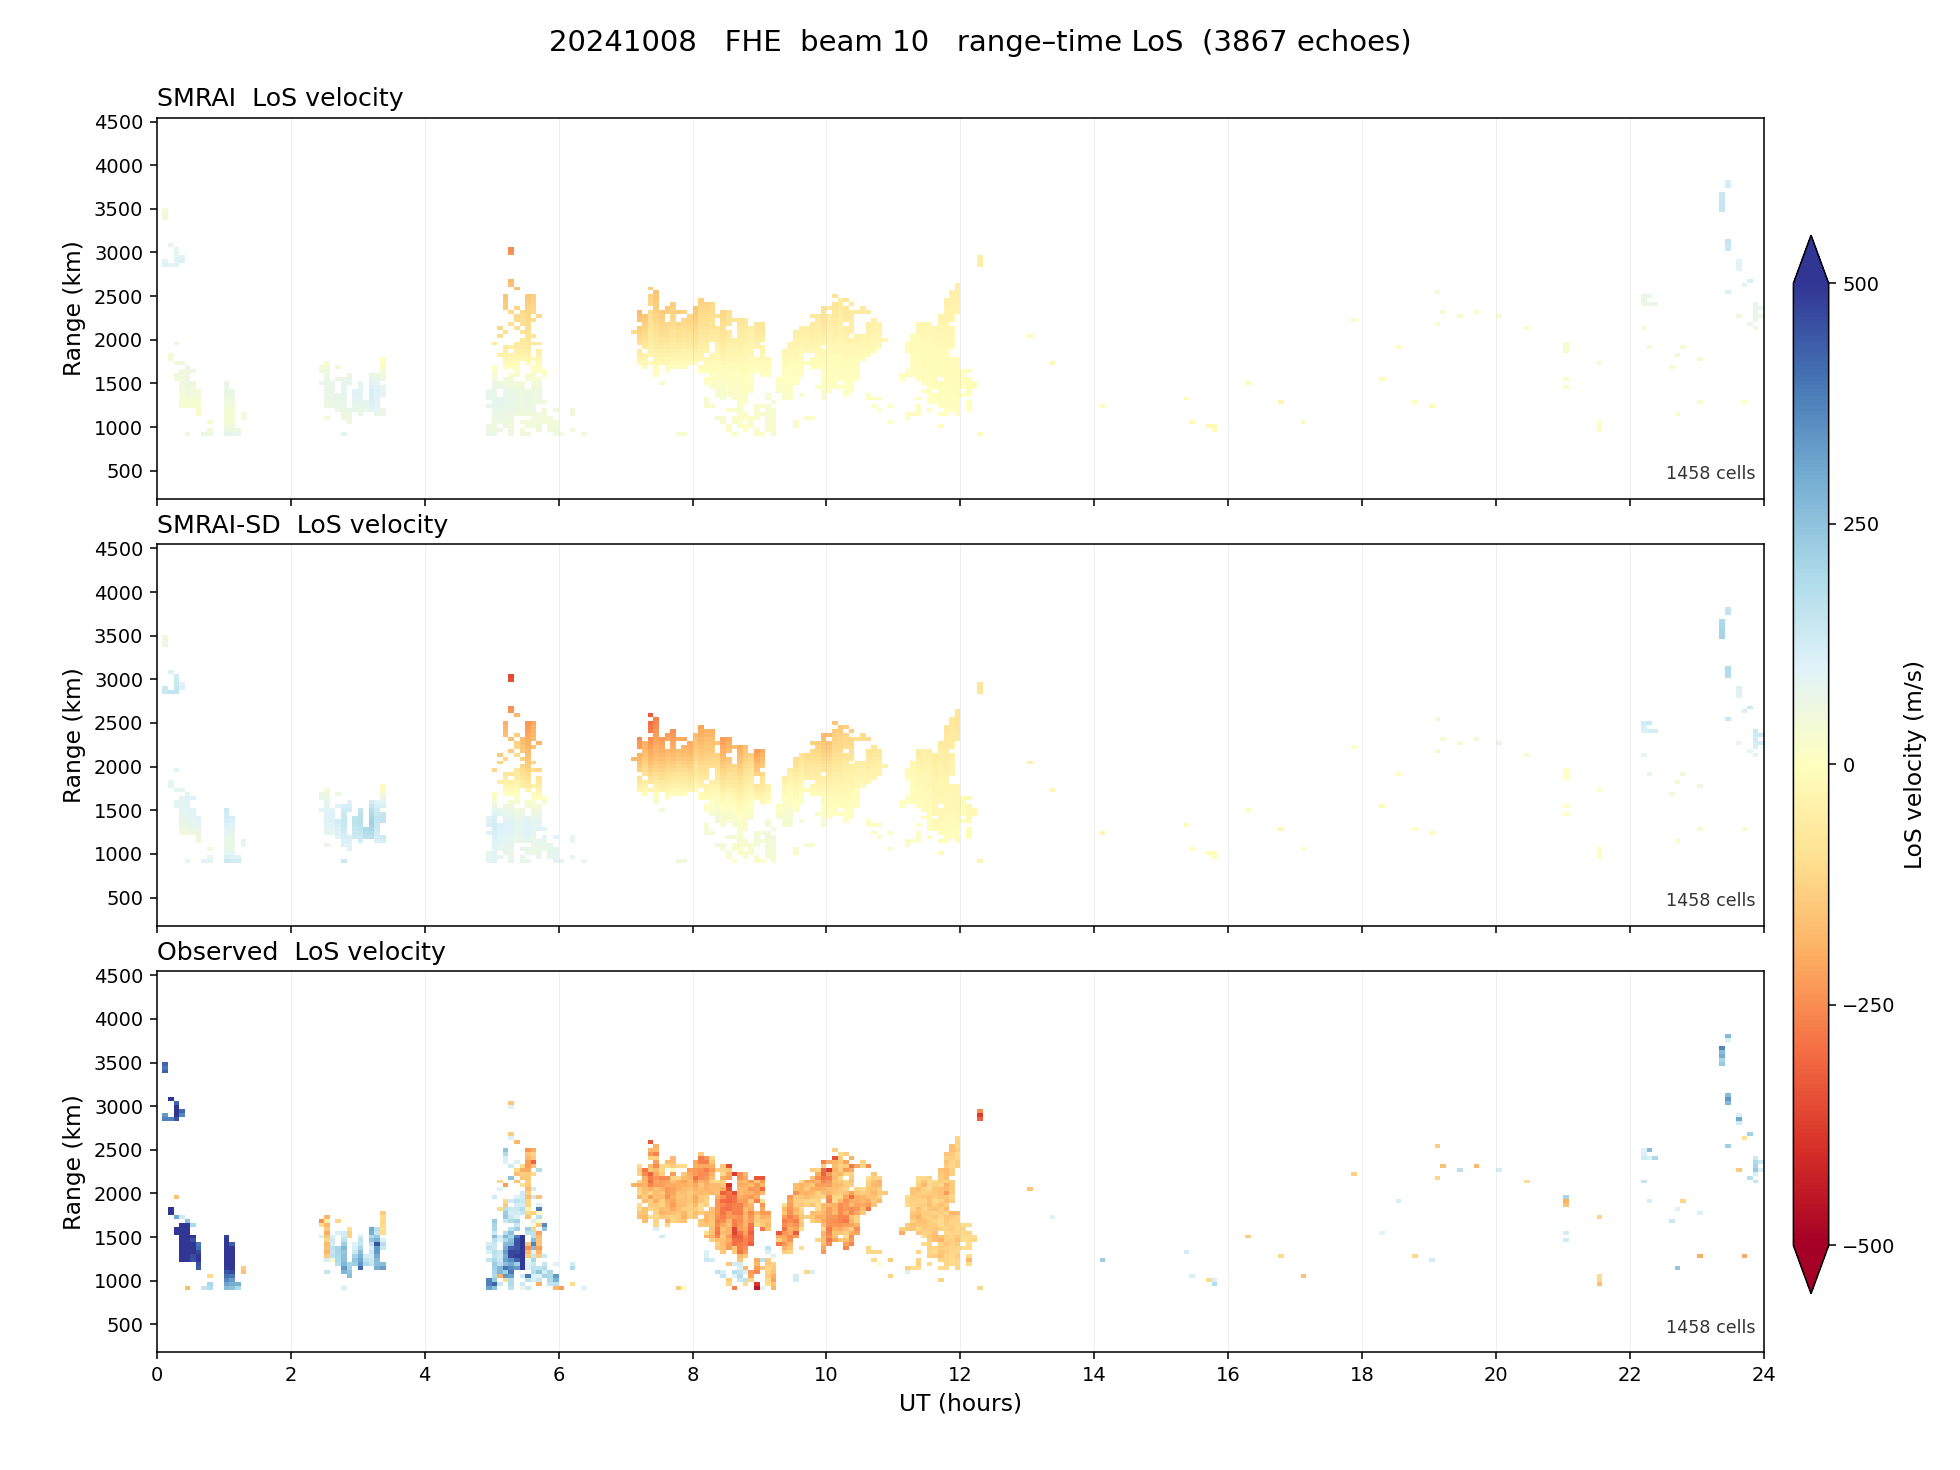 20241008   FHE  beam 10   range–time LoS  (3867 echoes)
SMRAI  LoS velocity
4500
4000
3500
3000
2500
2000
1500
1000
500
Range (km)
1458 cells
SMRAI-SD  LoS velocity
4500
4000
3500
3000
2500
2000
1500
1000
500
Range (km)
1458 cells
Observed  LoS velocity
4500
4000
3500
3000
2500
2000
1500
1000
500
Range (km)
1458 cells
0 2 4 6 8 10 12 14 16 18 20 22 24
UT (hours)
500
250
0
−250
−500
LoS velocity (m/s)